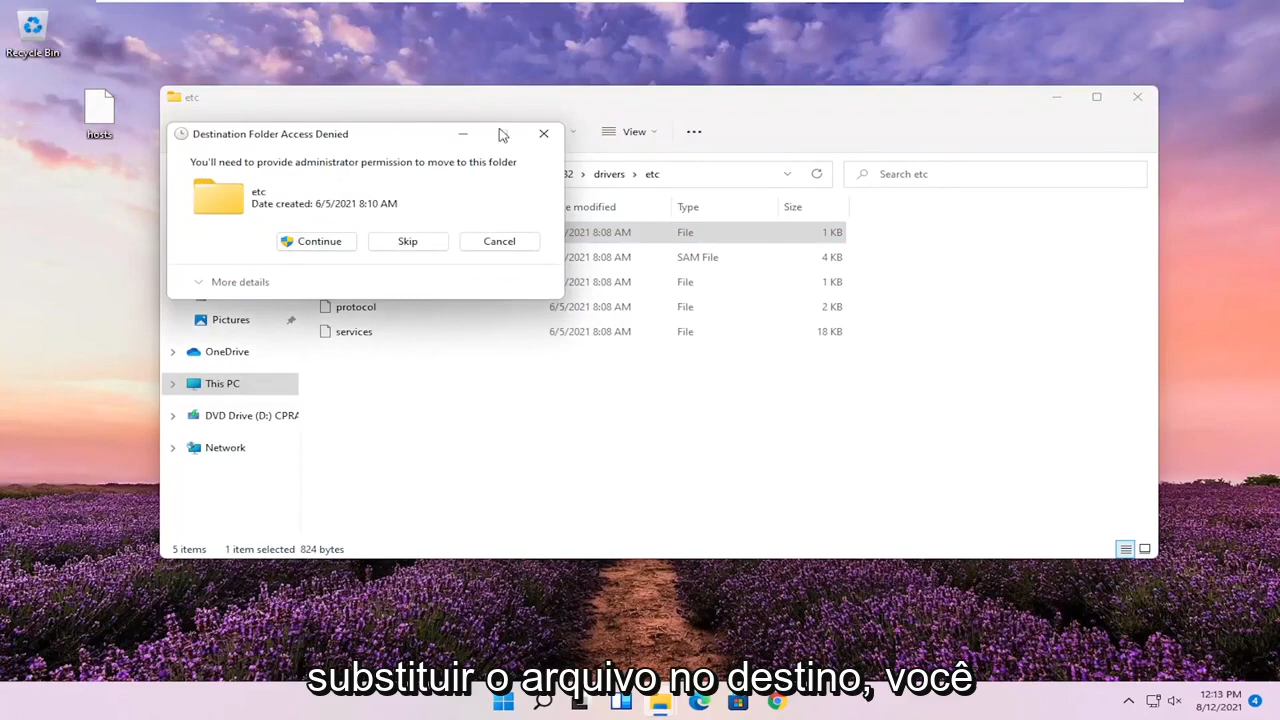 Recycle Bin
hosts
etc
Destination Folder Access Denied
You'll need to provide administrator permission to move to this folder
etc
Date created: 6/5/2021 8:10 AM
Continue
Skip
Cancel
More details
View
32 > drivers > etc
Search etc
modified
Type
Size
/2021 8:08 AM File 1 KB
/2021 8:08 AM SAM File 4 KB
/2021 8:08 AM File
protocol 6/5/2021 8:08 AM File 2 KB
services 6/5/2021 8:08 AM File 18 KB
Pictures
OneDrive
This PC
DVD Drive (D:) CPRA
Network
5 items 1 item selected 824 bytes
substituir o arquivo no destino, você
12:13 PM
8/12/2021
4